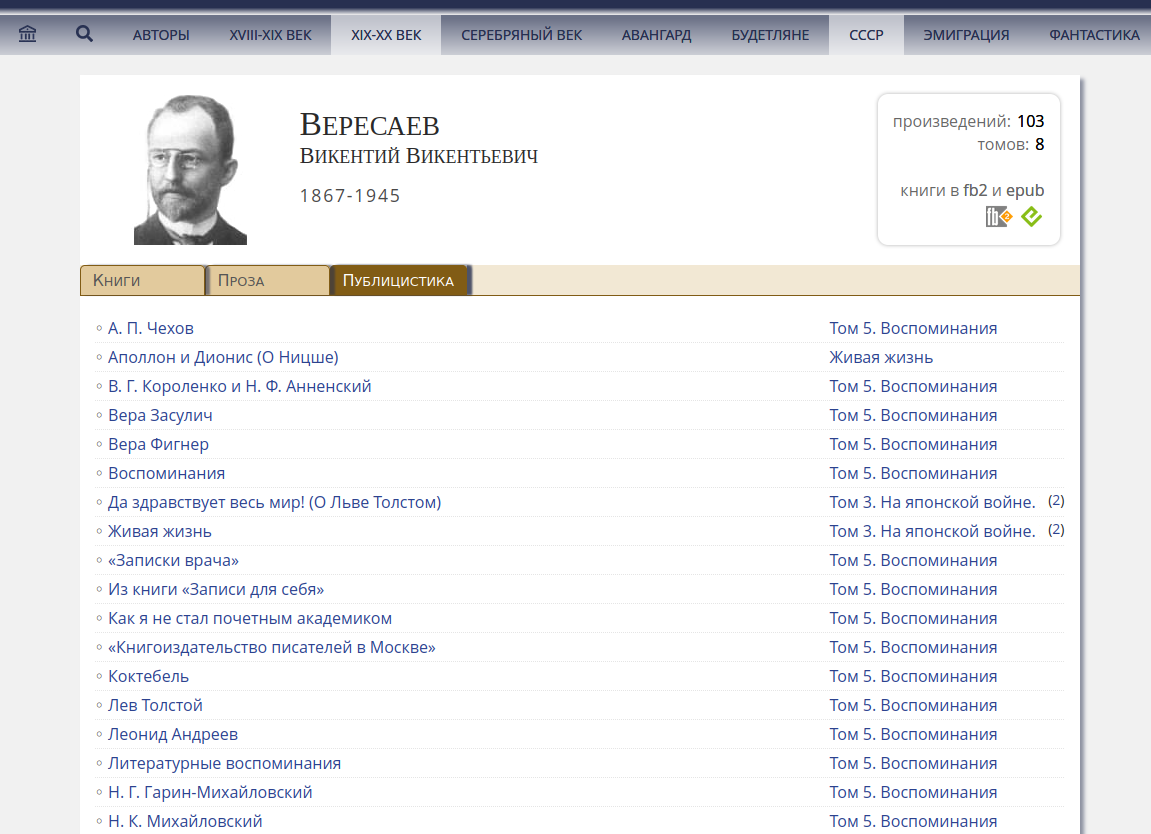 АВТОРЫ XVIII-XIX ВЕК XIX-XX ВЕК СЕРЕБРЯНЫЙ ВЕК АВАНГАРД БУДЕТЛЯНЕ СССР ЭМИГРАЦИЯ ФАНТАСТИКА
Вересаев
Викентий Викентьевич
1867-1945
произведений: 103
томов: 8
книги в fb2 и epub
fb2
Книги Проза Публицистика
А. П. Чехов Том 5. Воспоминания
Аполлон и Дионис (О Ницше) Живая жизнь
В. Г. Короленко и Н. Ф. Анненский Том 5. Воспоминания
Вера Засулич Том 5. Воспоминания
Вера Фигнер Том 5. Воспоминания
Воспоминания Том 5. Воспоминания
Да здравствует весь мир! (О Льве Толстом) Том 3. На японской войне. (2)
Живая жизнь Том 3. На японской войне. (2)
«Записки врача» Том 5. Воспоминания
Из книги «Записи для себя» Том 5. Воспоминания
Как я не стал почетным академиком Том 5. Воспоминания
«Книгоиздательство писателей в Москве» Том 5. Воспоминания
Коктебель Том 5. Воспоминания
Лев Толстой Том 5. Воспоминания
Леонид Андреев Том 5. Воспоминания
Литературные воспоминания Том 5. Воспоминания
Н. Г. Гарин-Михайловский Том 5. Воспоминания
Н. К. Михайловский Том 5. Воспоминания